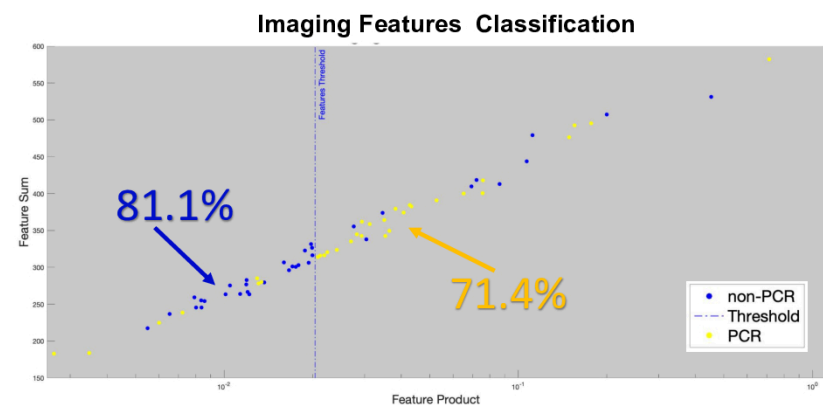 Imaging Features Classification
600
550
500
450
400
350
300
250
200
150
Feature Sum
Features Threshold
81.1%
71.4%
non-PCR
Threshold
PCR
10-2
10-1
100
Feature Product